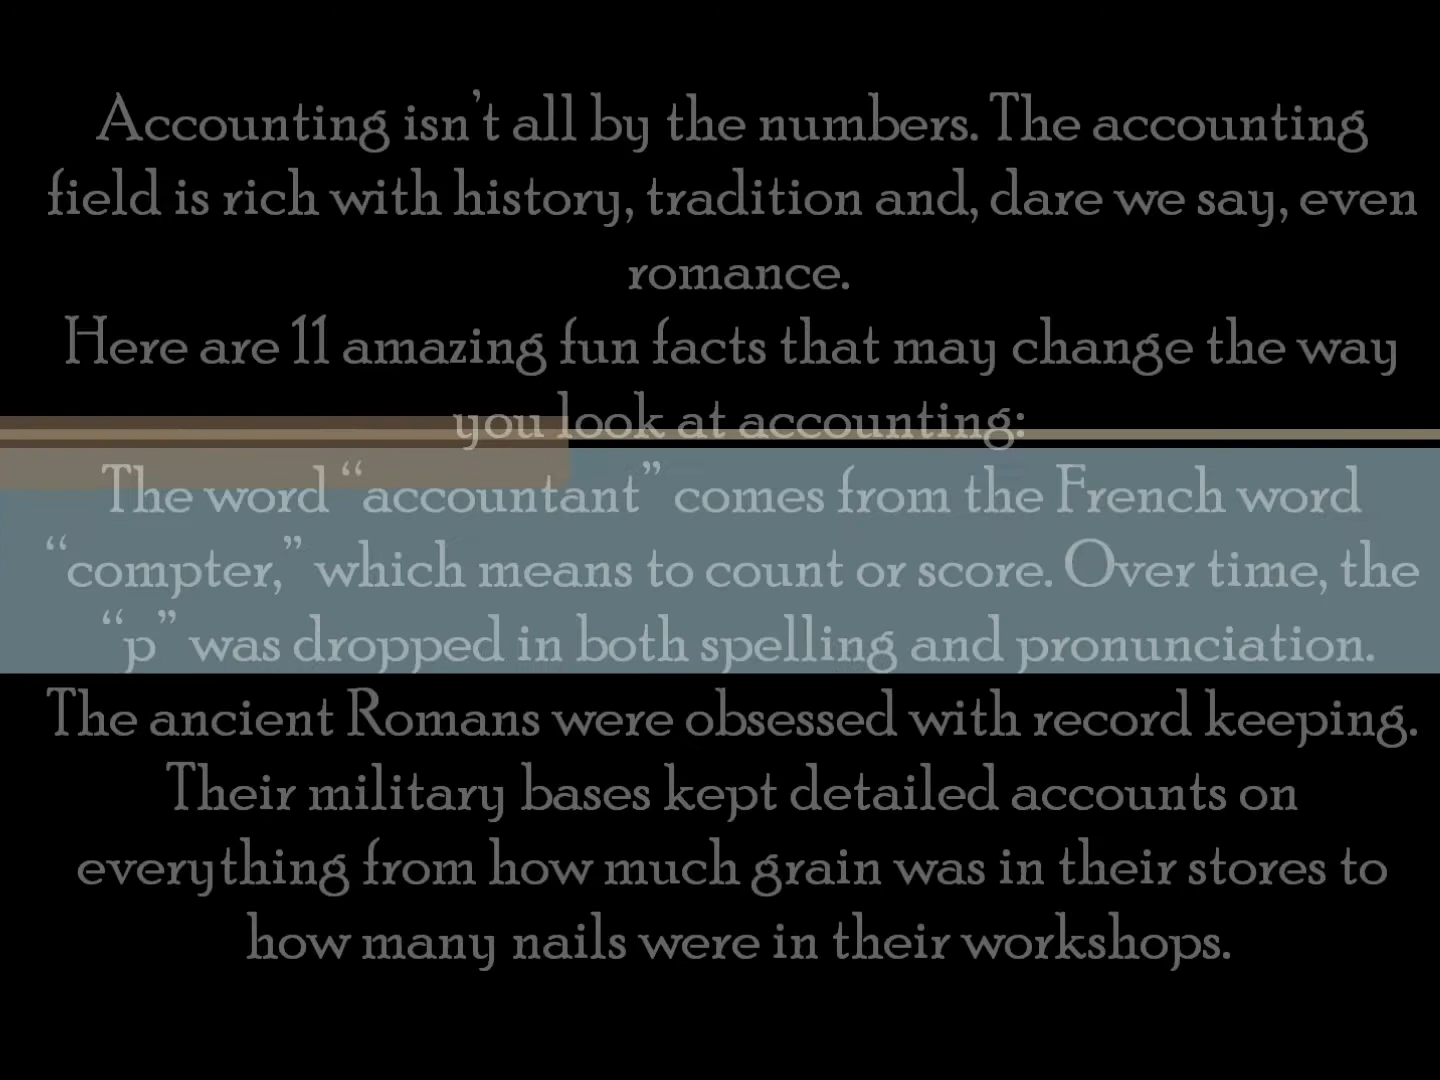 Accounting isn’t all by the numbers. The accounting
field is rich with history, tradition and, dare we say, even
romance.
Here are 11 amazing fun facts that may change the way
you look at accounting:
The word “accountant” comes from the French word
“compter,” which means to count or score. Over time, the
“p” was dropped in both spelling and pronunciation.
The ancient Romans were obsessed with record keeping.
Their military bases kept detailed accounts on
everything from how much grain was in their stores to
how many nails were in their workshops.